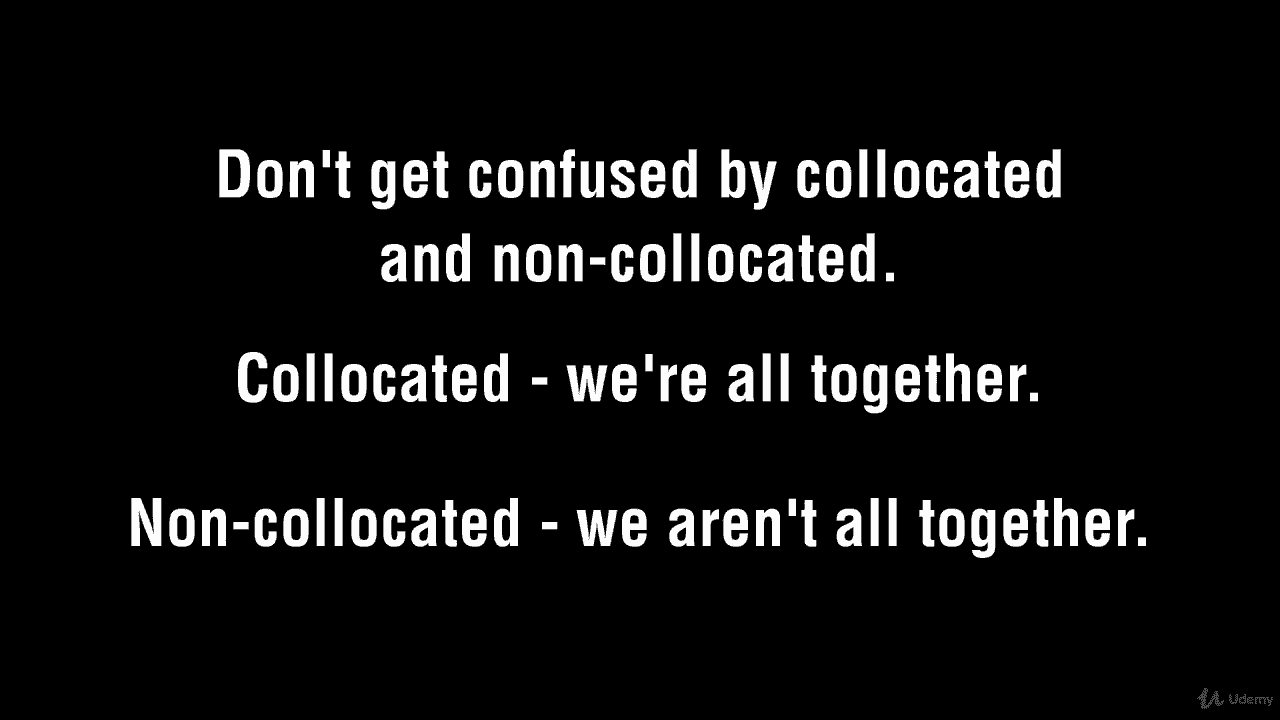 Don't get confused by collocated
and non-collocated.
Collocated - we're all together.
Non-collocated - we aren't all together.
Udemy